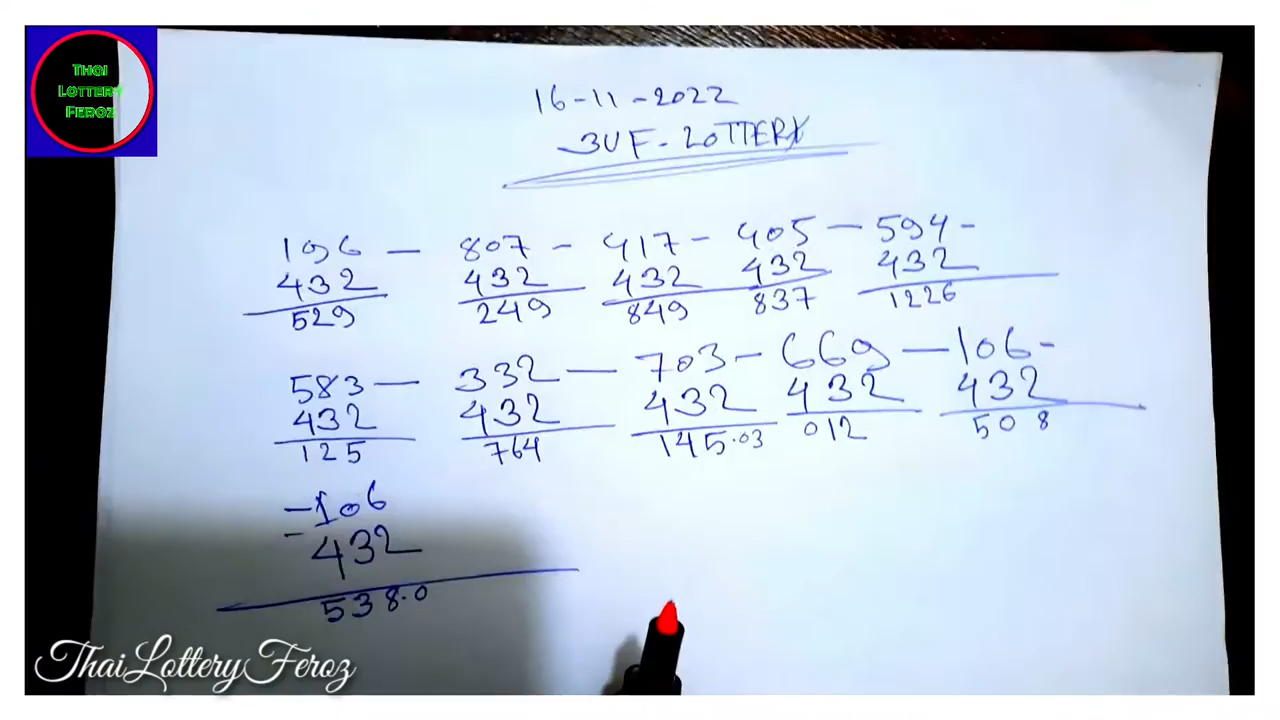 THOI
LOTTERY
FEROZ
16-11-2022
3UF-LOTTERY
196 — 807 - 417 - 405 — 594 -
432 432 432 432 432
529 249 849 837 1226
583 — 332 — 703 - 669 — 106 -
432 432 432 432 432
125 764 145.03 012 508
- 106
- 432
538.0
ThaiLotteryFeroz